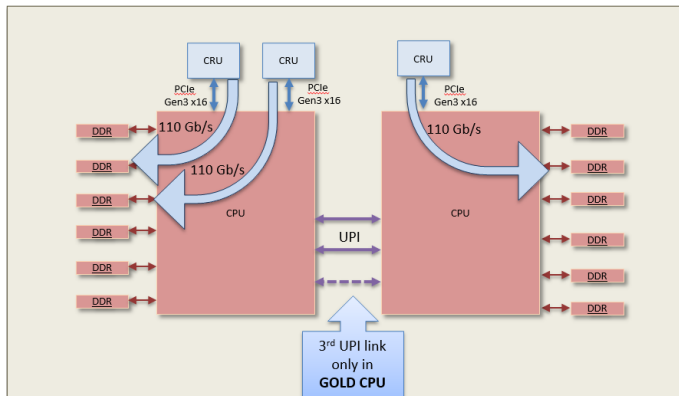 CRU
CRU
CRU
PCIe
Gen3 x16
PCIe
Gen3 x16
PCIe
Gen3 x16
110 Gb/s
110 Gb/s
110 Gb/s
DDR
DDR
DDR
DDR
DDR
DDR
CPU
UPI
CPU
DDR
DDR
DDR
DDR
DDR
DDR
3rd UPI link
only in
GOLD CPU